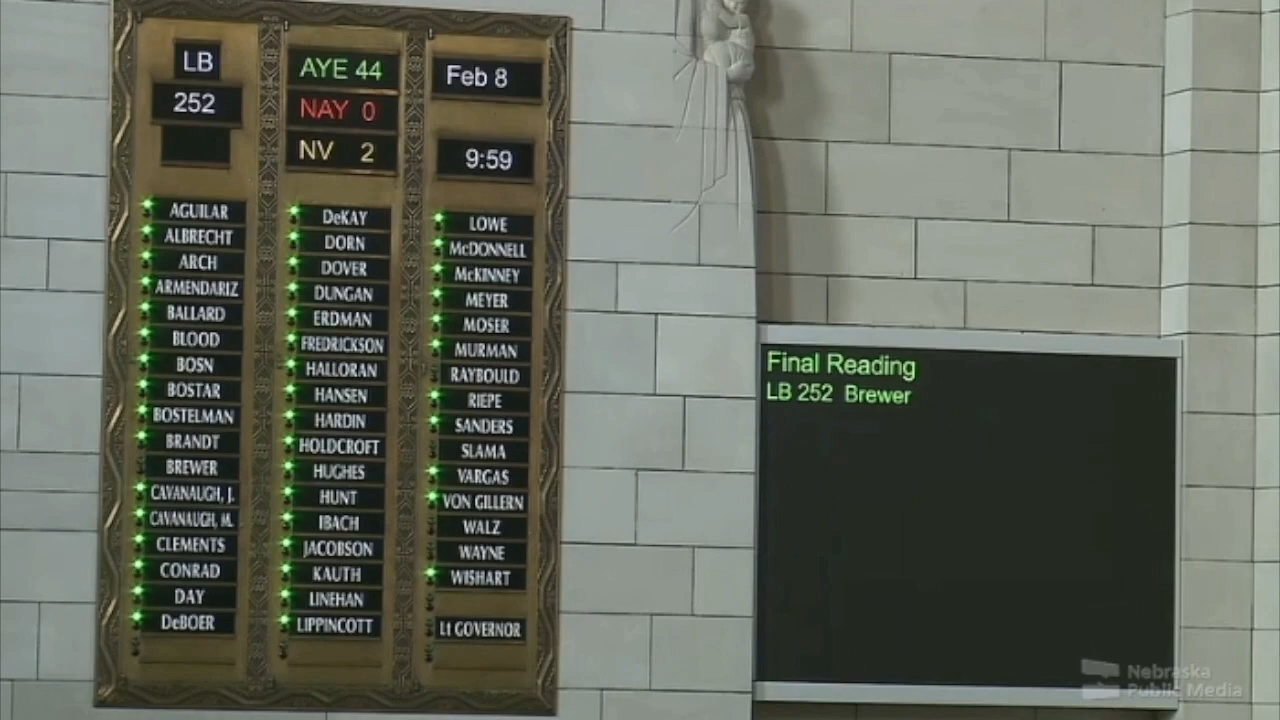 LB
252
AYE 44
NAY 0
NV 2
Feb 8
9:59
AGUILAR
ALBRECHT
ARCH
ARMENDARIZ
BALLARD
BLOOD
BOSN
BOSTAR
BOSTELMAN
BRANDT
BREWER
CAVANAUGH, J.
CAVANAUGH, M.
CLEMENTS
CONRAD
DAY
DeBOER
DeKAY
DORN
DOVER
DUNGAN
ERDMAN
FREDRICKSON
HALLORAN
HANSEN
HARDIN
HOLDCROFT
HUGHES
HUNT
IBACH
JACOBSON
KAUTH
LINEHAN
LIPPINCOTT
LOWE
McDONNELL
McKINNEY
MEYER
MOSER
MURMAN
RAYBOULD
RIEPE
SANDERS
SLAMA
VARGAS
VON GILLERN
WALZ
WAYNE
WISHART
Lt GOVERNOR
Final Reading
LB 252 Brewer
Nebraska
Public Media